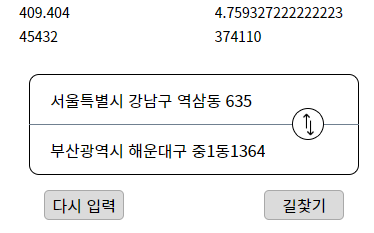 409.404 4.759327222222223
45432 374110
서울특별시 강남구 역삼동 635
부산광역시 해운대구 중1동1364
다시 입력 길찾기